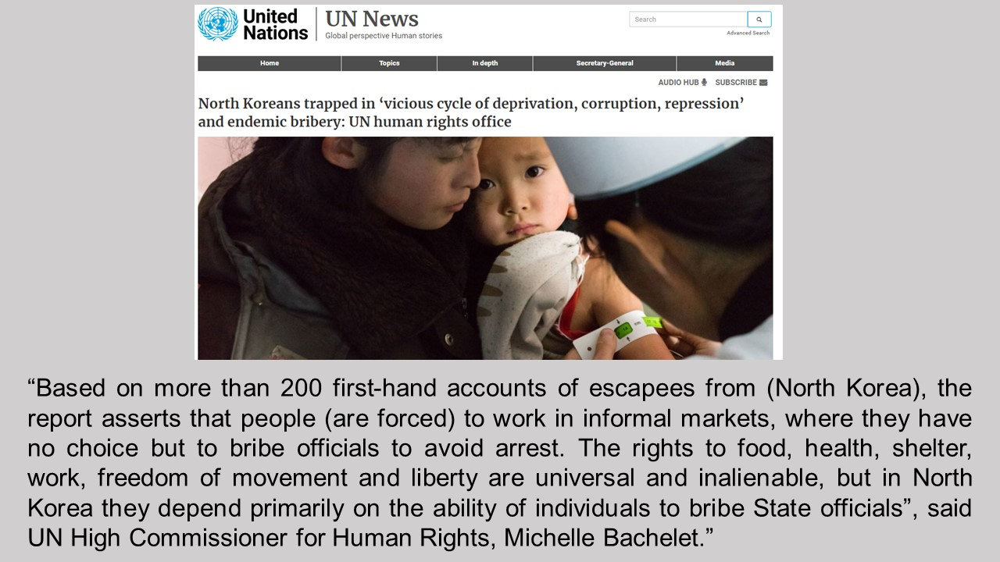 United
Nations
UN News
Global perspective Human stories
Search
Advanced Search
Home Topics In depth Secretary-General Media
AUDIO HUB SUBSCRIBE
North Koreans trapped in ‘vicious cycle of deprivation, corruption, repression’
and endemic bribery: UN human rights office
“Based on more than 200 first-hand accounts of escapees from (North Korea), the
report asserts that people (are forced) to work in informal markets, where they have
no choice but to bribe officials to avoid arrest. The rights to food, health, shelter,
work, freedom of movement and liberty are universal and inalienable, but in North
Korea they depend primarily on the ability of individuals to bribe State officials”, said
UN High Commissioner for Human Rights, Michelle Bachelet.”